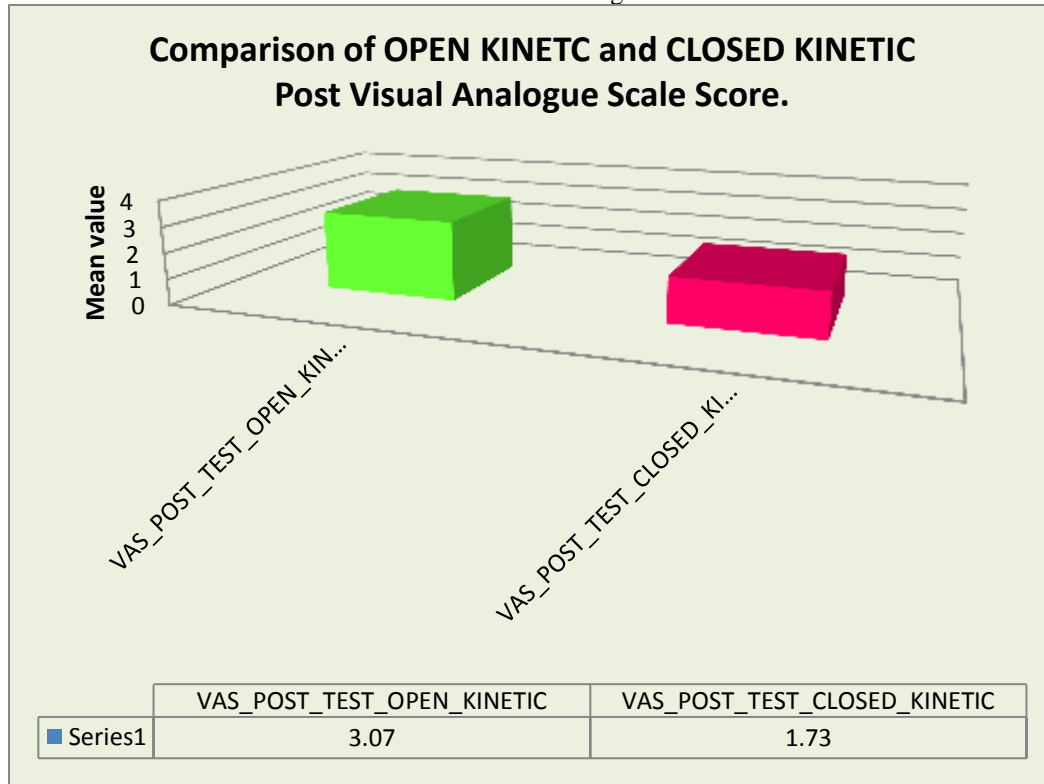 Comparison of OPEN KINETC and CLOSED KINETIC
Post Visual Analogue Scale Score.
Mean value
4
3
2
1
0
VAS_POST_TEST_OPEN_KIN...
VAS_POST_TEST_CLOSED_KI...
VAS_POST_TEST_OPEN_KINETIC VAS_POST_TEST_CLOSED_KINETIC
Series1 3.07 1.73